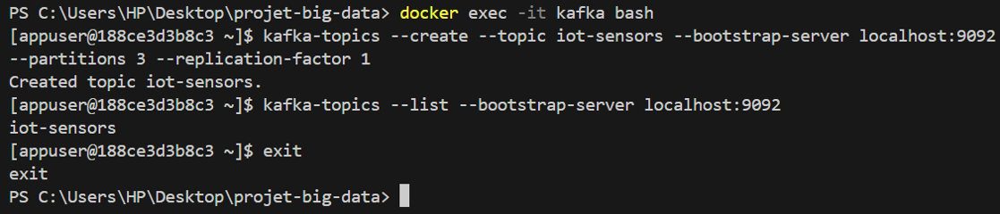 PS C:\Users\HP\Desktop\projet-big-data> docker exec -it kafka bash
[appuser@188ce3d3b8c3 ~]$ kafka-topics --create --topic iot-sensors --bootstrap-server localhost:9092
--partitions 3 --replication-factor 1
Created topic iot-sensors.
[appuser@188ce3d3b8c3 ~]$ kafka-topics --list --bootstrap-server localhost:9092
iot-sensors
[appuser@188ce3d3b8c3 ~]$ exit
exit
PS C:\Users\HP\Desktop\projet-big-data>